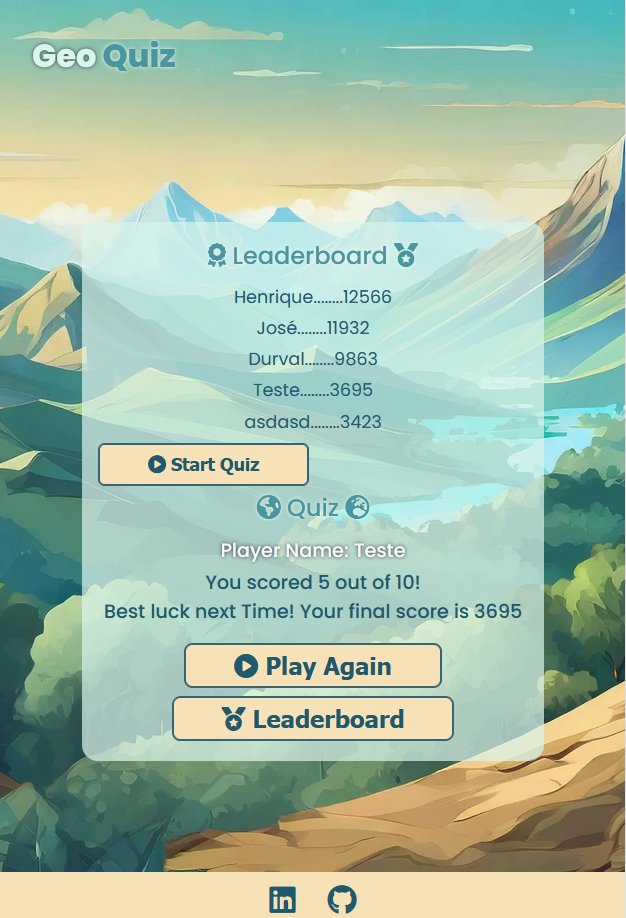 Geo Quiz
Leaderboard
Henrique........12566
José........11932
Durval........9863
Teste........3695
asdasd........3423
Start Quiz
Quiz
Player Name: Teste
You scored 5 out of 10!
Best luck next Time! Your final score is 3695
Play Again
Leaderboard
in